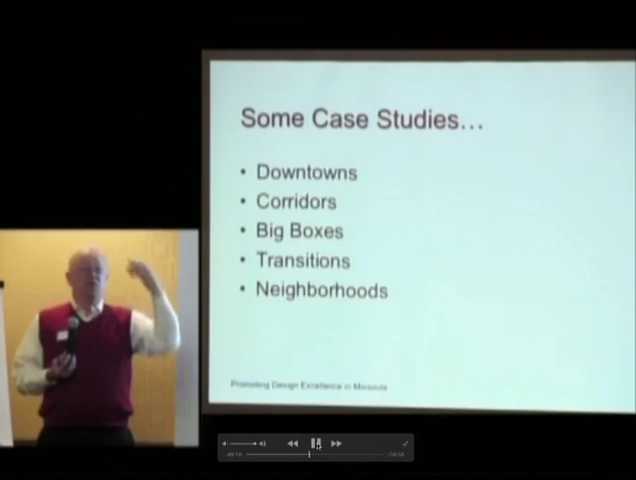 Some Case Studies…
• Downtowns
• Corridors
• Big Boxes
• Transitions
• Neighborhoods
Promoting Design Excellence in Missoula